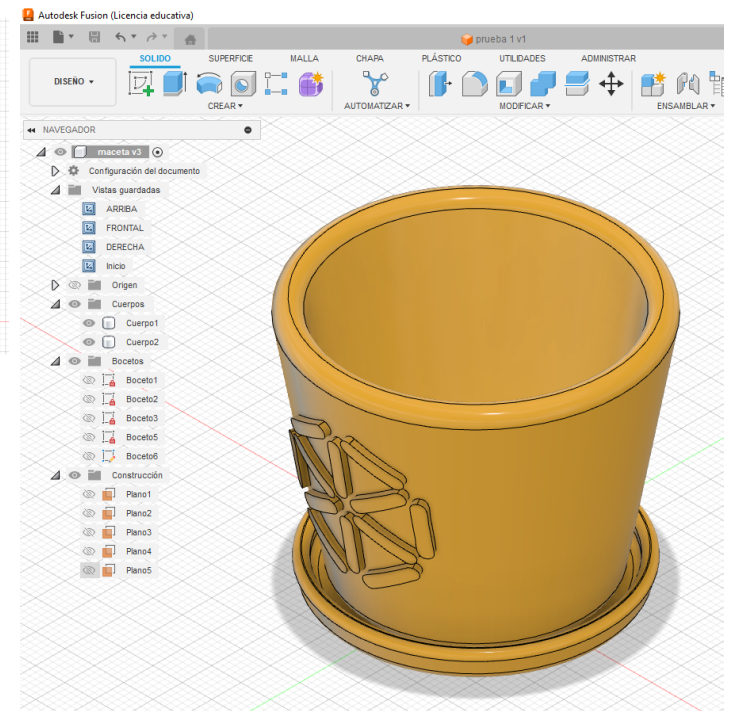 Autodesk Fusion (Licencia educativa)
prueba 1 v1
SOLIDO SUPERFICIE MALLA CHAPA PLÁSTICO UTILIDADES ADMINISTRAR
DISEÑO
CREAR AUTOMATIZAR MODIFICAR ENSAMBLAR
NAVEGADOR
maceta v3
Configuración del documento
Vistas guardadas
ARRIBA
FRONTAL
DERECHA
Inicio
Origen
Cuerpos
Cuerpo1
Cuerpo2
Bocetos
Boceto1
Boceto2
Boceto3
Boceto5
Boceto6
Construcción
Plano1
Plano2
Plano3
Plano4
Plano5